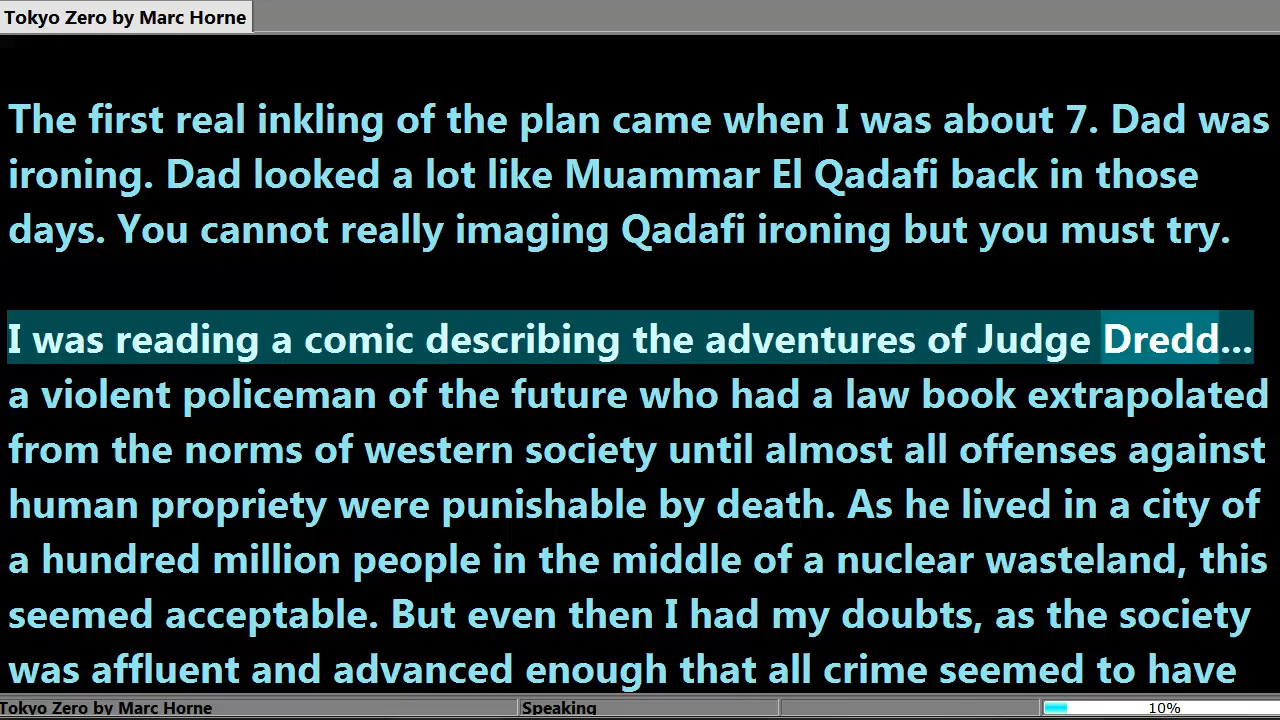 Tokyo Zero by Marc Horne
The first real inkling of the plan came when I was about 7. Dad was
ironing. Dad looked a lot like Muammar El Qadafi back in those
days. You cannot really imaging Qadafi ironing but you must try.
I was reading a comic describing the adventures of Judge Dredd...
a violent policeman of the future who had a law book extrapolated
from the norms of western society until almost all offenses against
human propriety were punishable by death. As he lived in a city of
a hundred million people in the middle of a nuclear wasteland, this
seemed acceptable. But even then I had my doubts, as the society
was affluent and advanced enough that all crime seemed to have
Tokyo Zero by Marc Horne
Speaking
10%